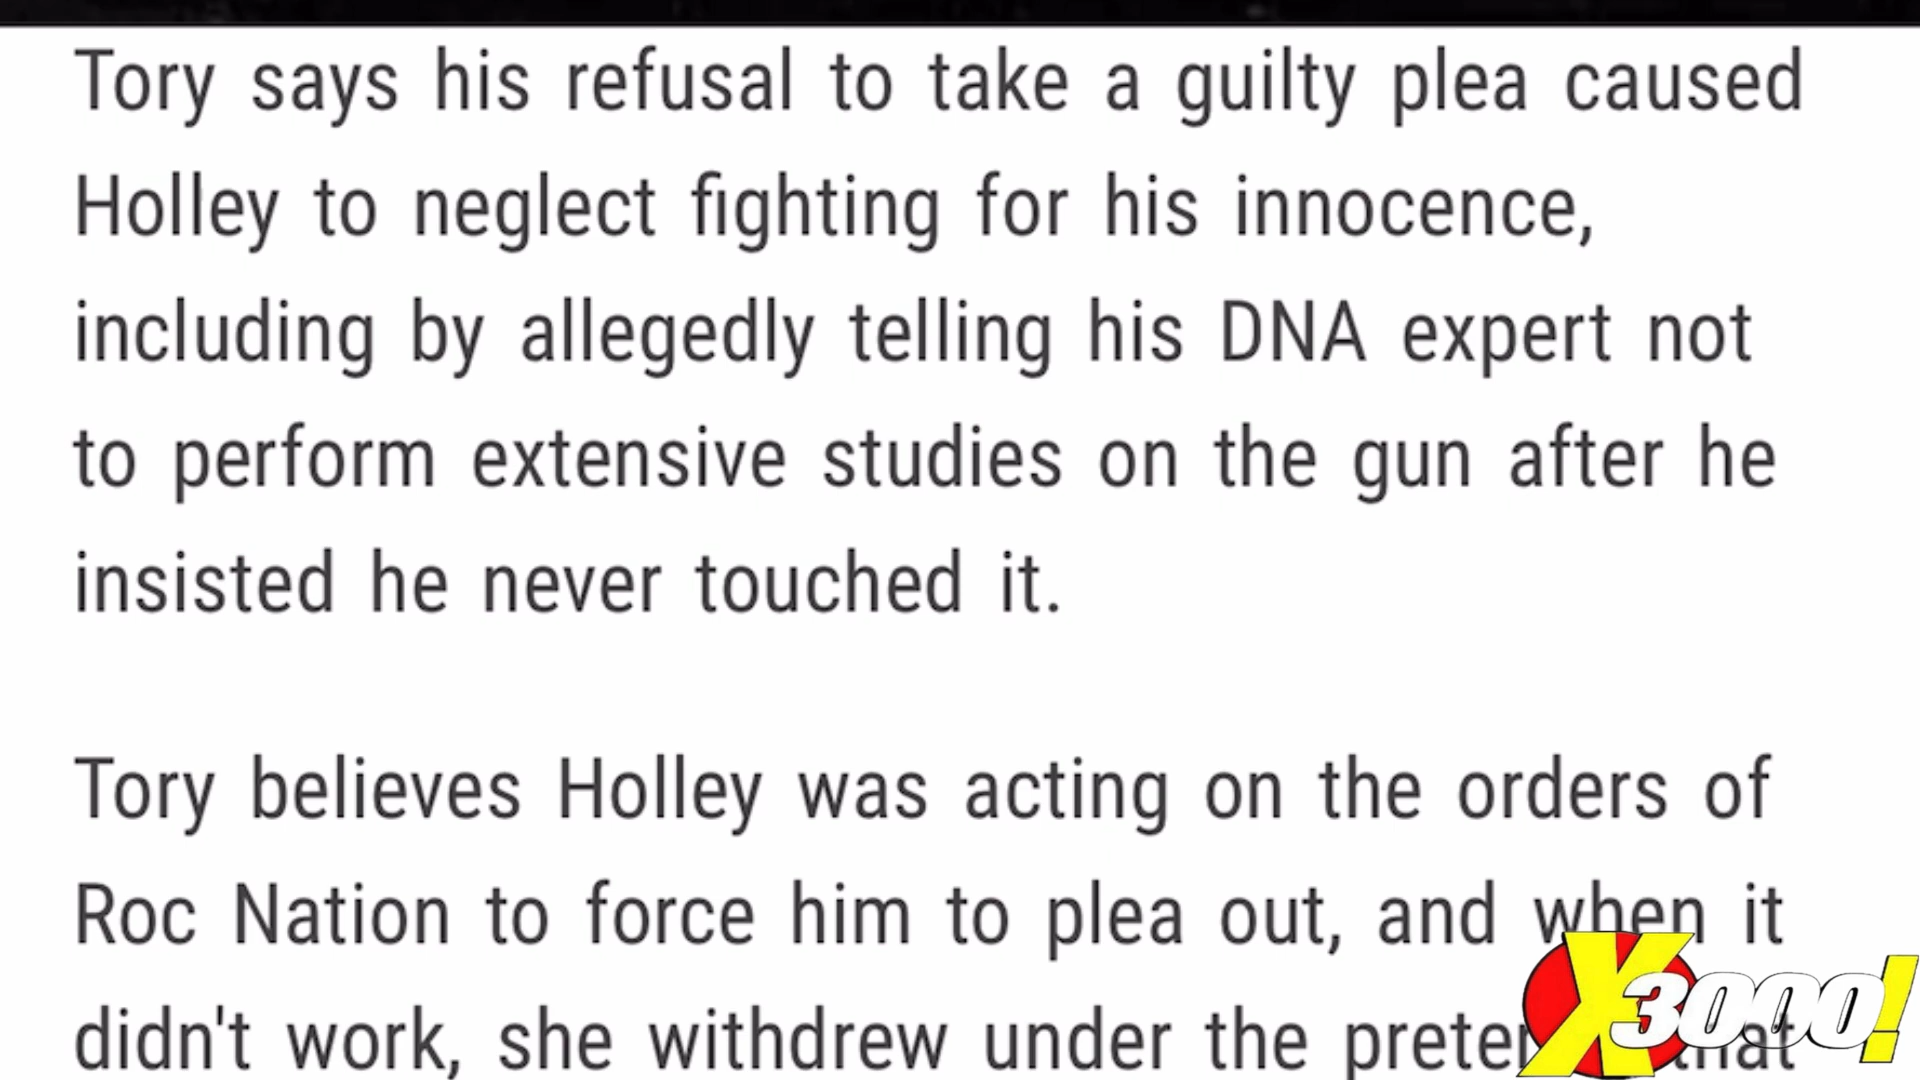 Tory says his refusal to take a guilty plea caused
Holley to neglect fighting for his innocence,
including by allegedly telling his DNA expert not
to perform extensive studies on the gun after he
insisted he never touched it.
Tory believes Holley was acting on the orders of
Roc Nation to force him to plea out, and when it
didn't work, she withdrew under the that
X3000!